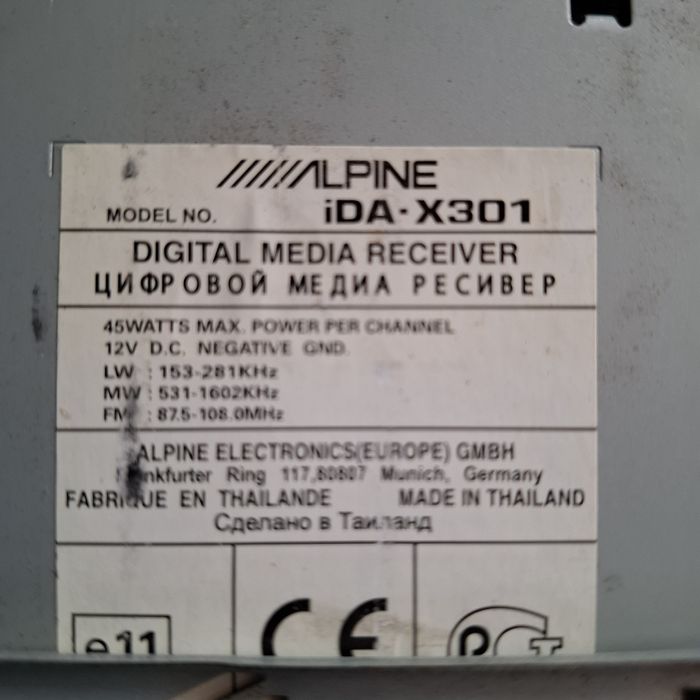 ALPINE
MODEL NO. iDA-X301
DIGITAL MEDIA RECEIVER
ЦИФРОВОЙ МЕДИА РЕСИВЕР
45WATTS MAX. POWER PER CHANNEL
12V D.C. NEGATIVE GND.
LW : 153-281KHz
MW : 531-1602KHz
FM : 87.5-108.0MHz
ALPINE ELECTRONICS(EUROPE) GMBH
Frankfurter Ring 117,80807 Munich, Germany
FABRIQUE EN THAILANDE MADE IN THAILAND
Сделано в Таиланд
e11 CE РСТ